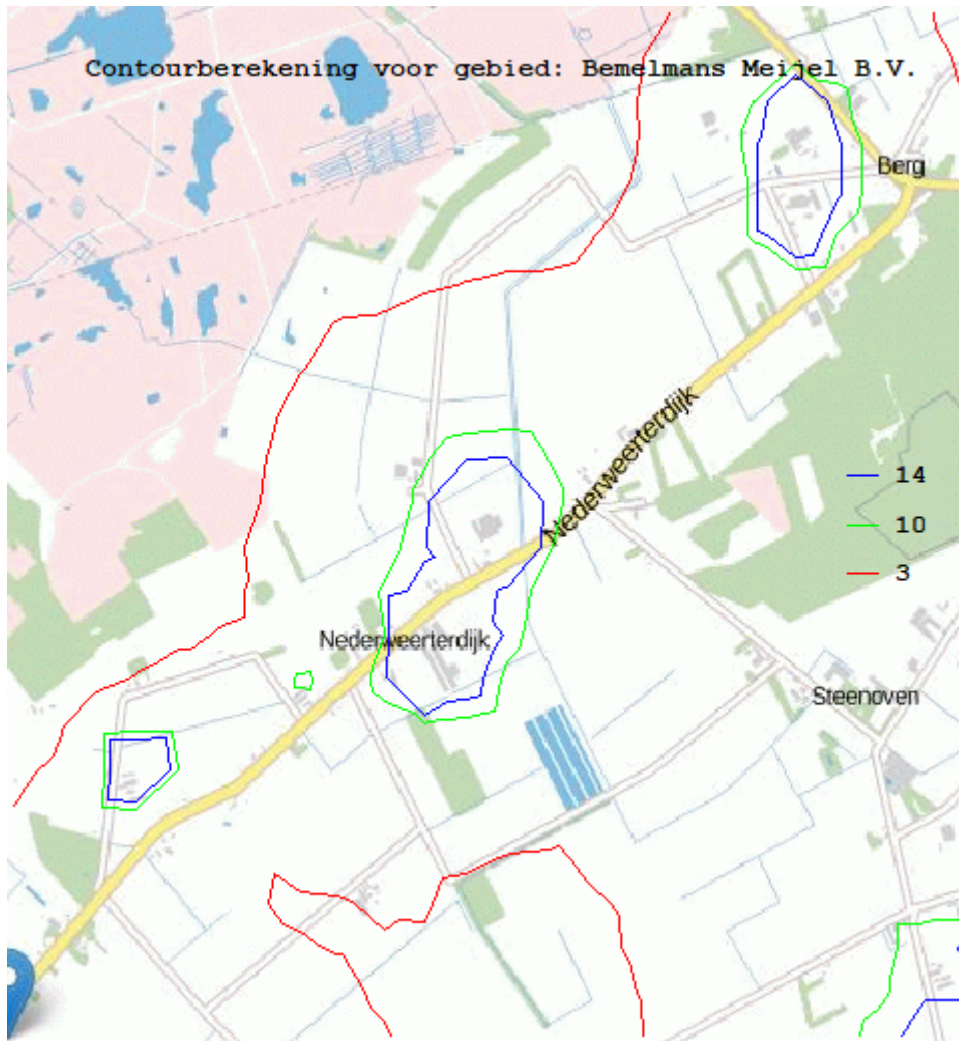 Contourberekening voor gebied: Bemelmans Meijel B.V.
Berg
Nederweerterdijk
14
10
3
Nederweerterdijk
Steenoven